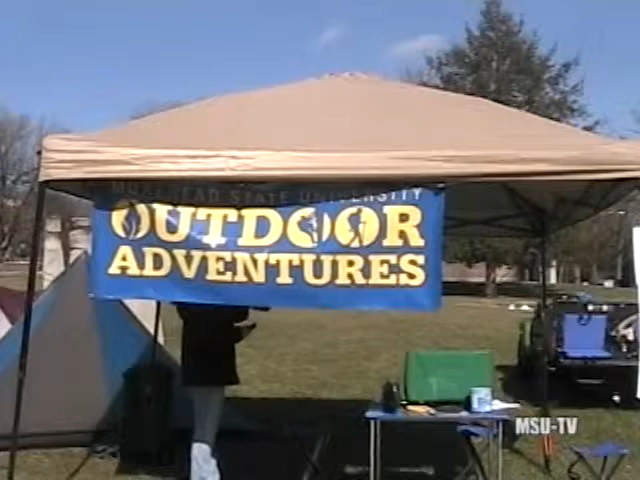 MOREHEAD STATE UNIVERSITY
OUTDOOR
ADVENTURES
MSU-TV